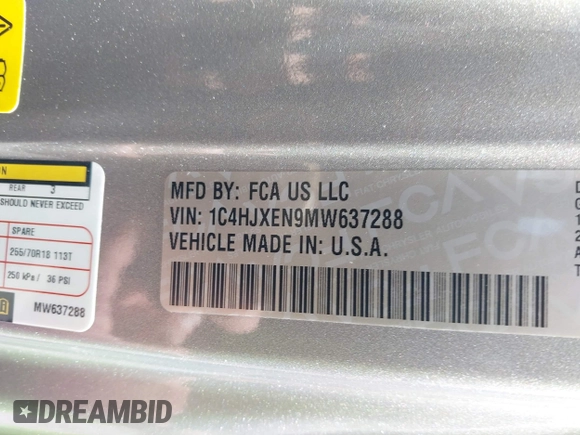 ON
REAR 3
SHOULD NEVER EXCEED
SPARE
255/70R18 113T
250 kPa / 36 PSI
MW637288
MFD BY: FCA US LLC
VIN: 1C4HJXEN9MW637288
VEHICLE MADE IN: U.S.A.
DREAMBID